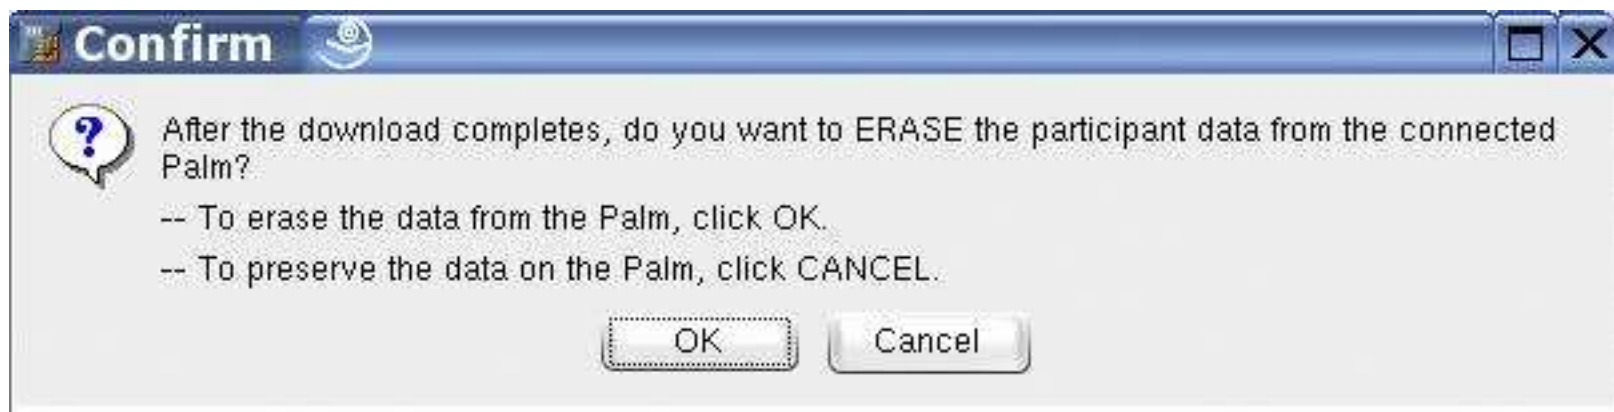 Confirm
After the download completes, do you want to ERASE the participant data from the connected
Palm?
-- To erase the data from the Palm, click OK.
-- To preserve the data on the Palm, click CANCEL.
OK Cancel